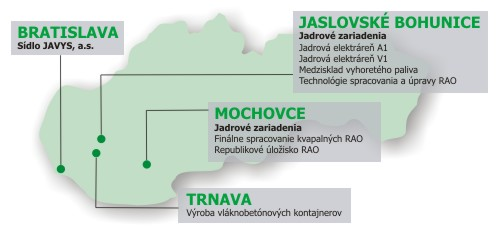 BRATISLAVA
Sídlo JAVYS, a.s.
JASLOVSKÉ BOHUNICE
Jadrové zariadenia
Jadrová elektráreň A1
Jadrová elektráreň V1
Medzisklad vyhoretého paliva
Technológie spracovania a úpravy RAO
MOCHOVCE
Jadrové zariadenia
Finálne spracovanie kvapalných RAO
Republikové úložisko RAO
TRNAVA
Výroba vláknobetónových kontajnerov